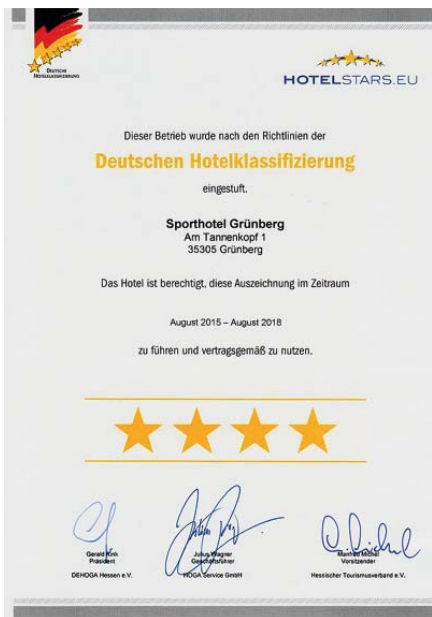 DEUTSCHE
HOTELKLASSIFIZIERUNG
HOTELSTARS.EU
Dieser Betrieb wurde nach den Richtlinien der
Deutschen Hotelklassifizierung
eingestuft.
Sporthotel Grünberg
Am Tannenkopf 1
35305 Grünberg
Das Hotel ist berechtigt, diese Auszeichnung im Zeitraum
August 2015 – August 2018
zu führen und vertragsgemäß zu nutzen.
Gerald Kink
Präsident
DEHOGA Hessen e.V.
Julius Wagner
Geschäftsführer
HOGA Service GmbH
Manfred Michel
Vorsitzender
Hessischer Tourismusverband e.V.